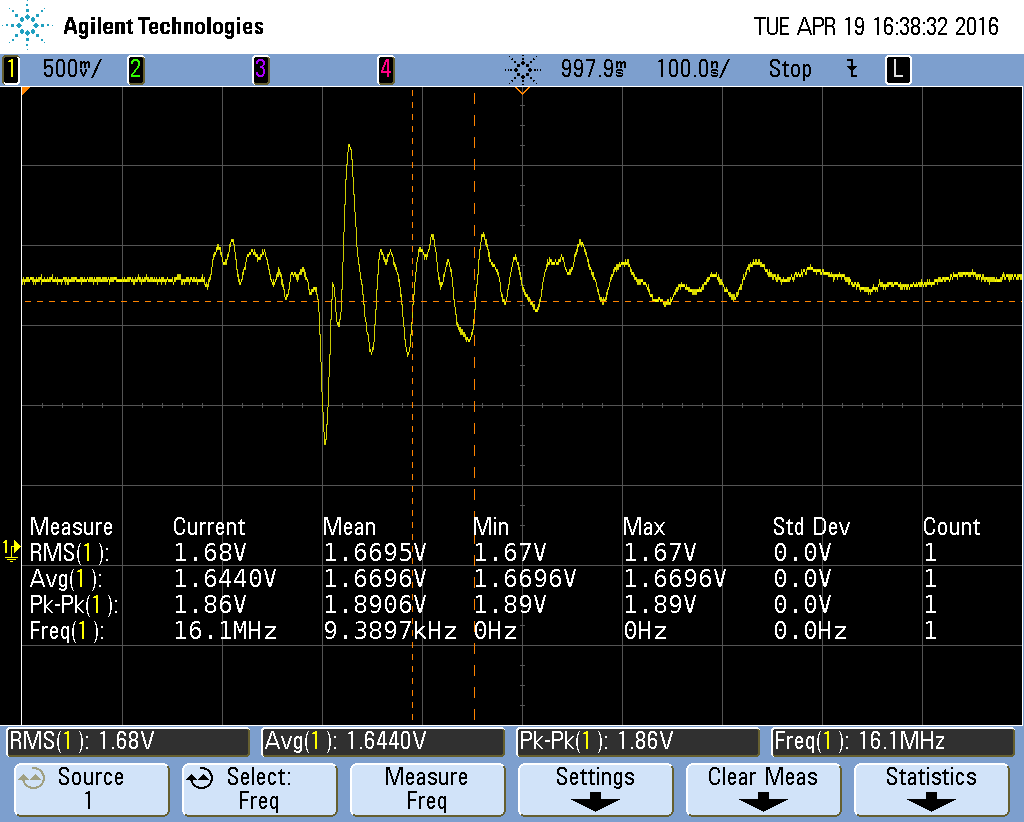 Agilent Technologies TUE APR 19 16:38:32 2016
1 500mV/ 2 3 4 997.9ms 100.0ns/ Stop L
Measure Current Mean Min Max Std Dev Count
RMS(1): 1.68V 1.6695V 1.67V 1.67V 0.0V 1
Avg(1): 1.6440V 1.6696V 1.6696V 1.6696V 0.0V 1
Pk-Pk(1): 1.86V 1.8906V 1.89V 1.89V 0.0V 1
Freq(1): 16.1MHz 9.3897kHz 0Hz 0Hz 0.0Hz 1
1
RMS(1): 1.68V Avg(1): 1.6440V Pk-Pk(1): 1.86V Freq(1): 16.1MHz
Source Select: Measure Settings Clear Meas Statistics
1 Freq Freq